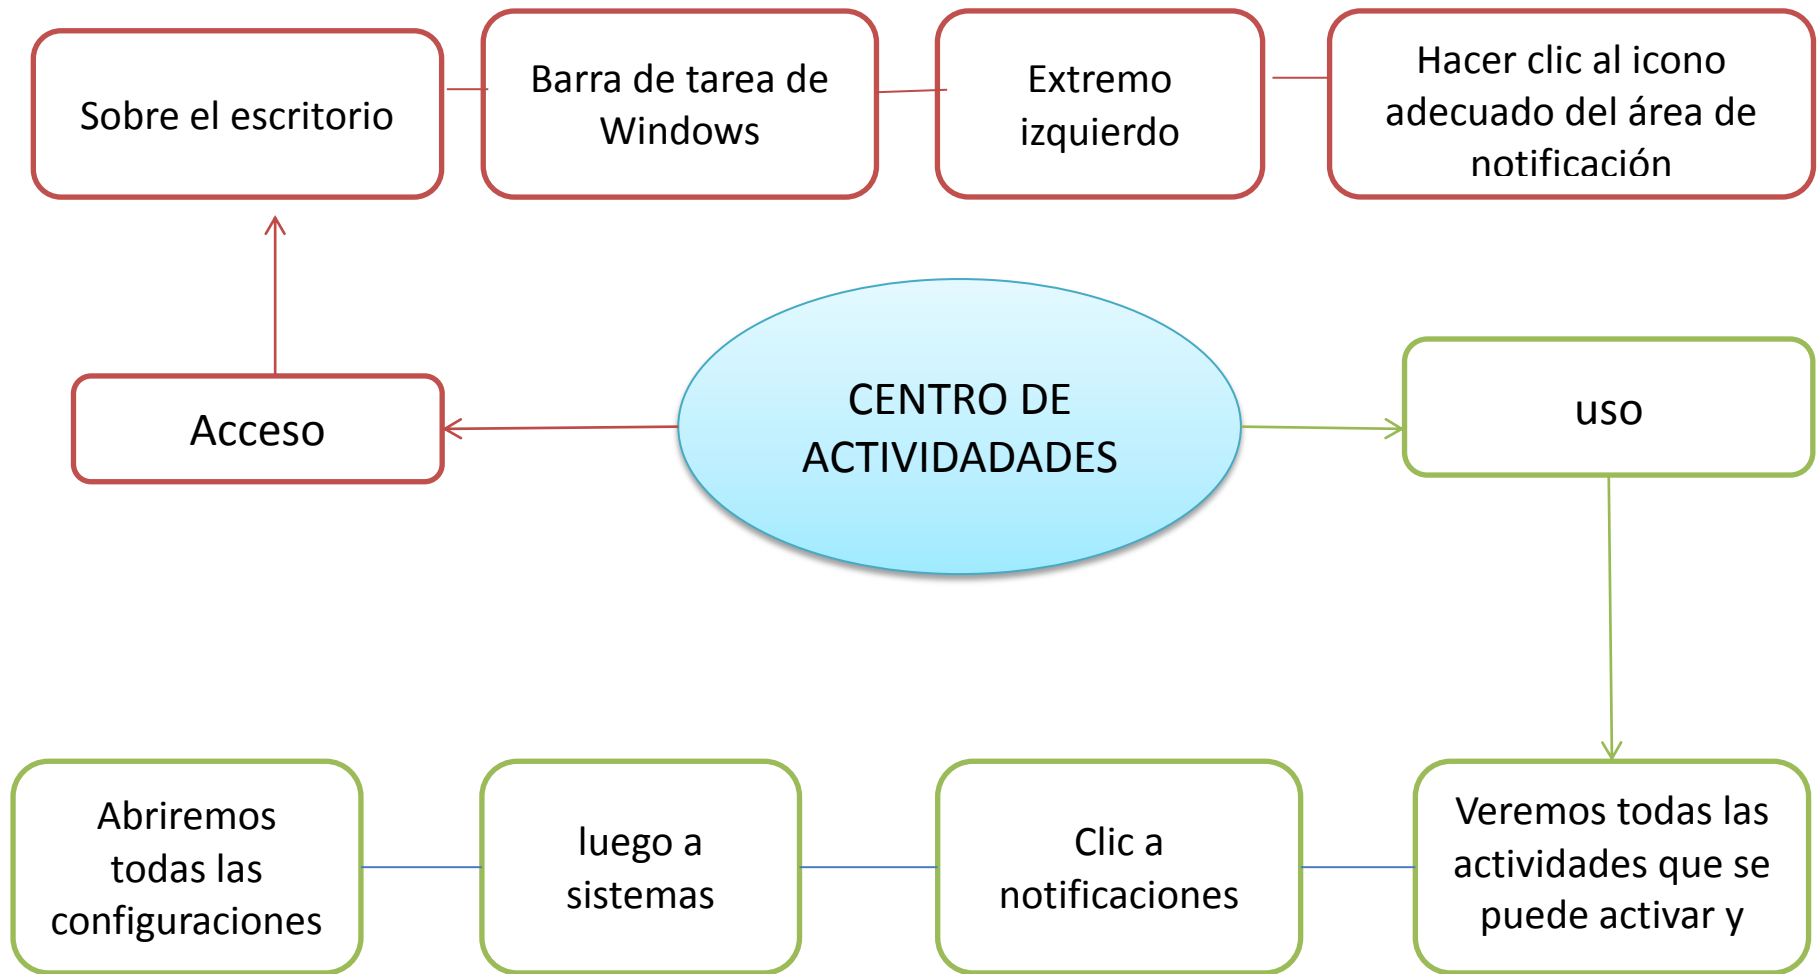 Sobre el escritorio
Barra de tarea de
Windows
Extremo
izquierdo
Hacer clic al icono
adecuado del área de
notificación
Acceso
CENTRO DE
ACTIVIDADADES
uso
Abriremos
todas las
configuraciones
luego a
sistemas
Clic a
notificaciones
Veremos todas las
actividades que se
puede activar y